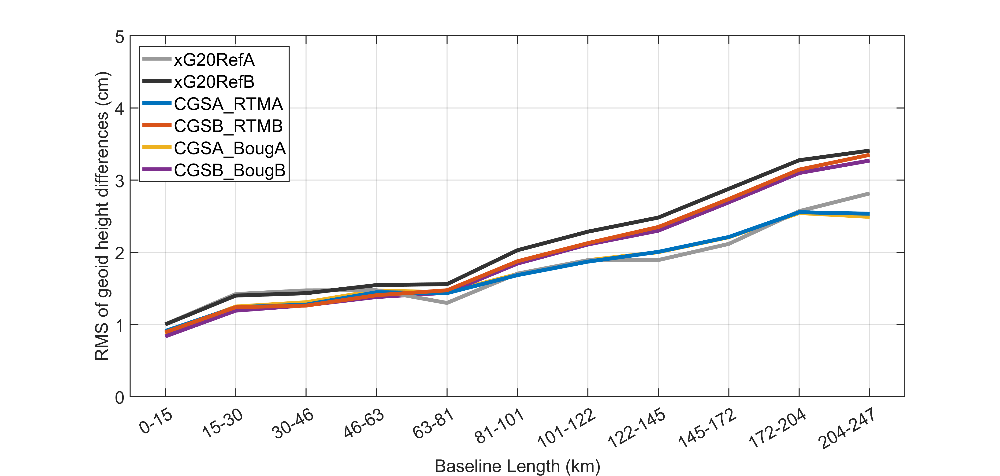 5
4
3
2
1
0
RMS of geoid height differences (cm)
xG20RefA
xG20RefB
CGSA_RTMA
CGSB_RTMB
CGSA_BougA
CGSB_BougB
0-15
15-30
30-46
46-63
63-81
81-101
101-122
122-145
145-172
172-204
204-247
Baseline Length (km)